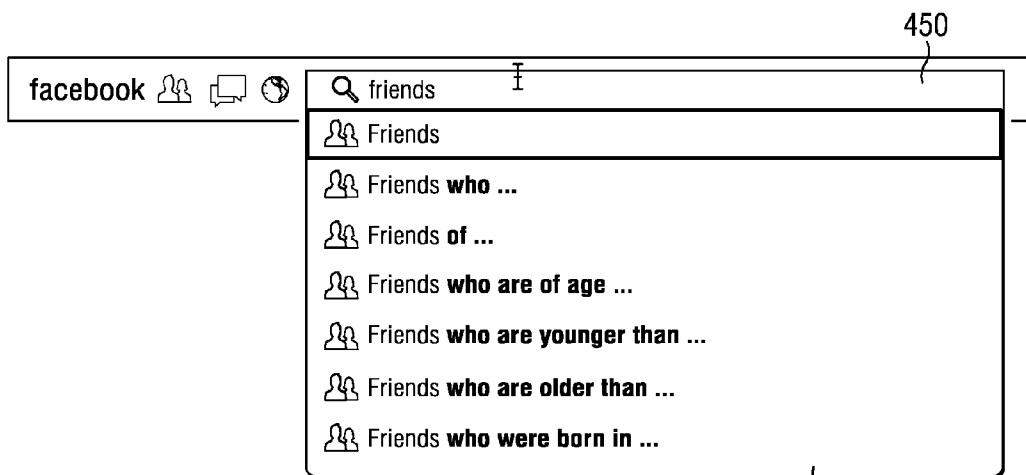 450
facebook friends
Friends
Friends who ...
Friends of ...
Friends who are of age ...
Friends who are younger than ...
Friends who are older than ...
Friends who were born in ...